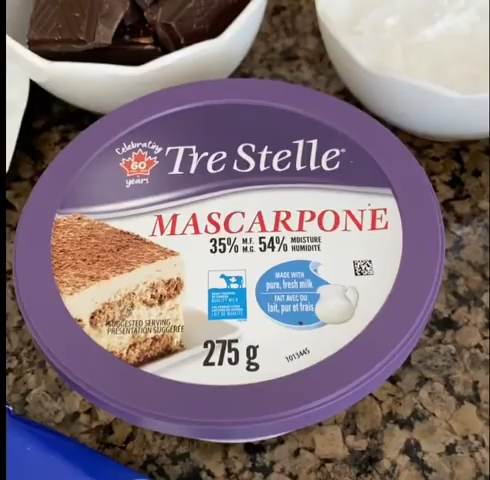 Celebrating
60
years
Tre Stelle
MASCARPONE
35% M.F. M.G. 54% MOISTURE HUMIDITÉ
MADE WITH
pure, fresh milk
FAIT AVEC DU
lait, pur et frais
SUGGESTED SERVING
PRÉSENTATION SUGGÉRÉE
275 g
1013445